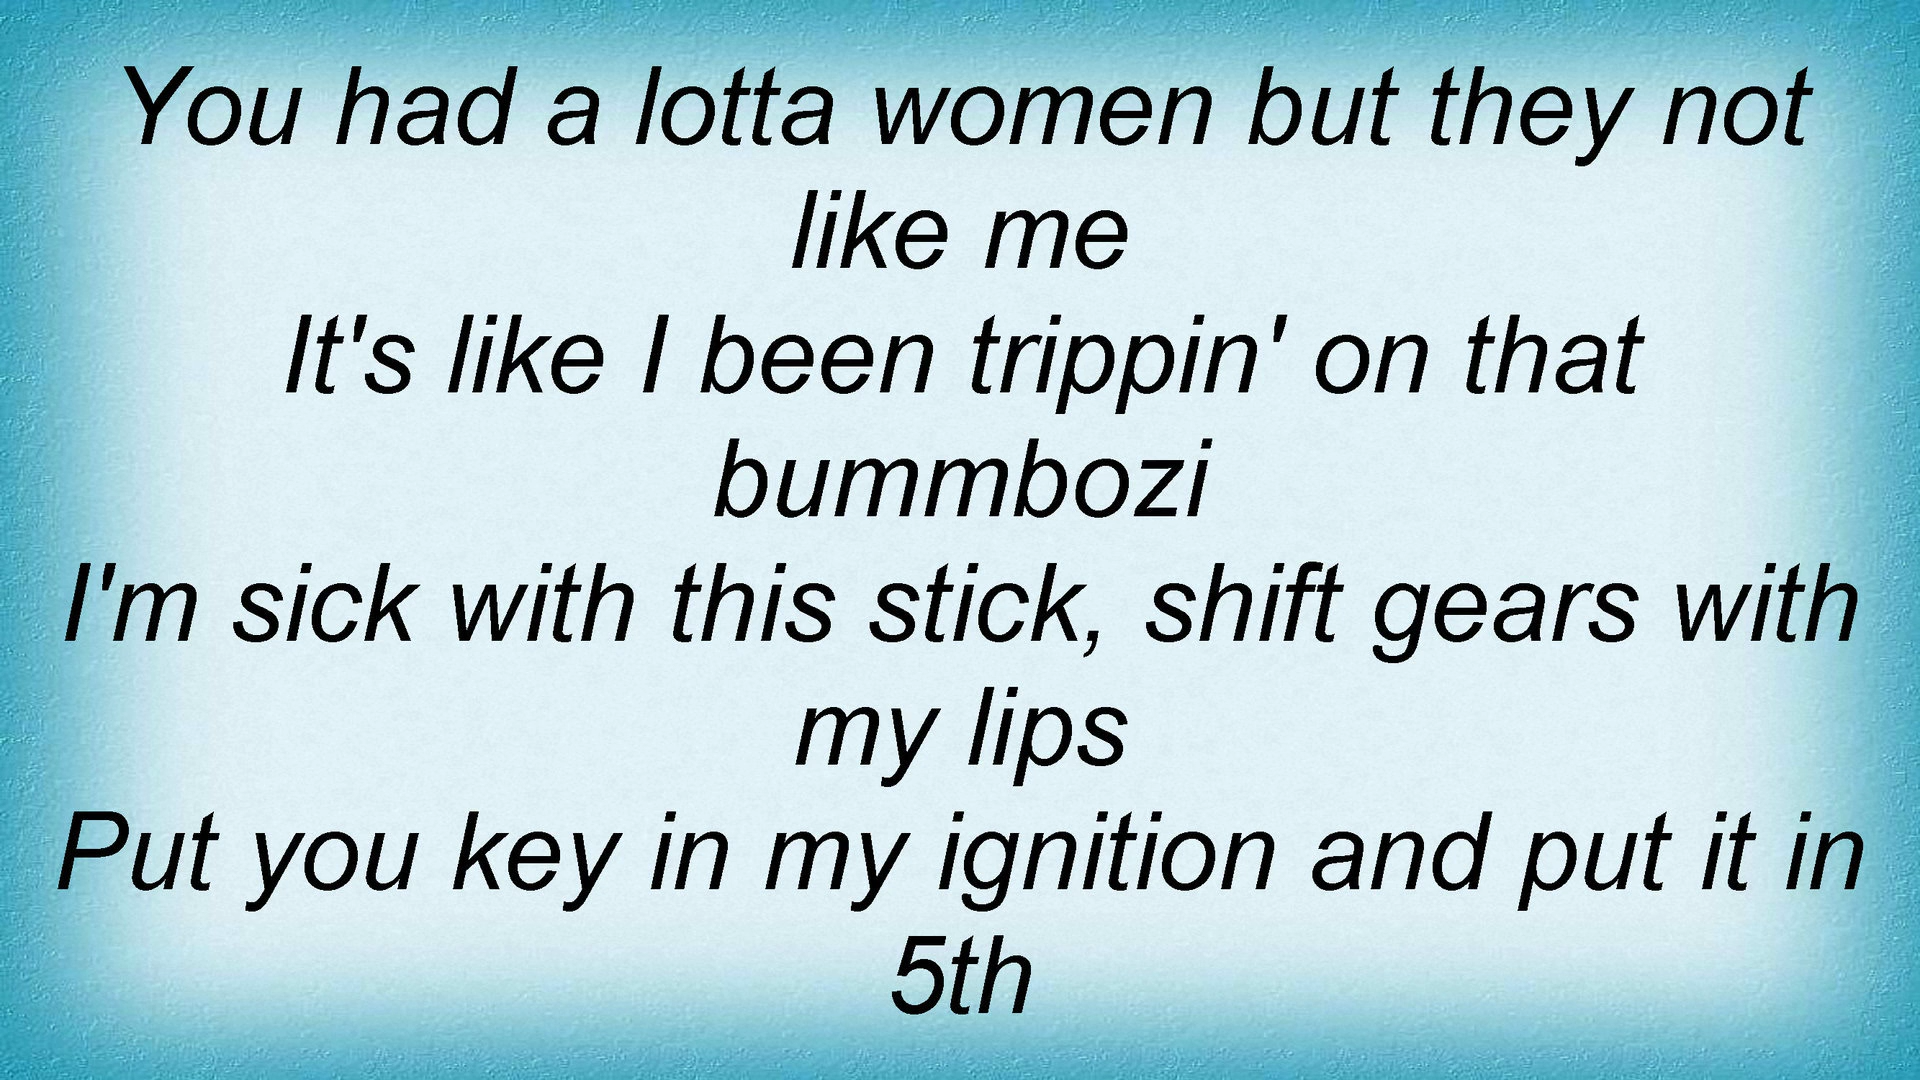 You had a lotta women but they not
like me
It's like I been trippin' on that
bummbozi
I'm sick with this stick, shift gears with
my lips
Put you key in my ignition and put it in
5th